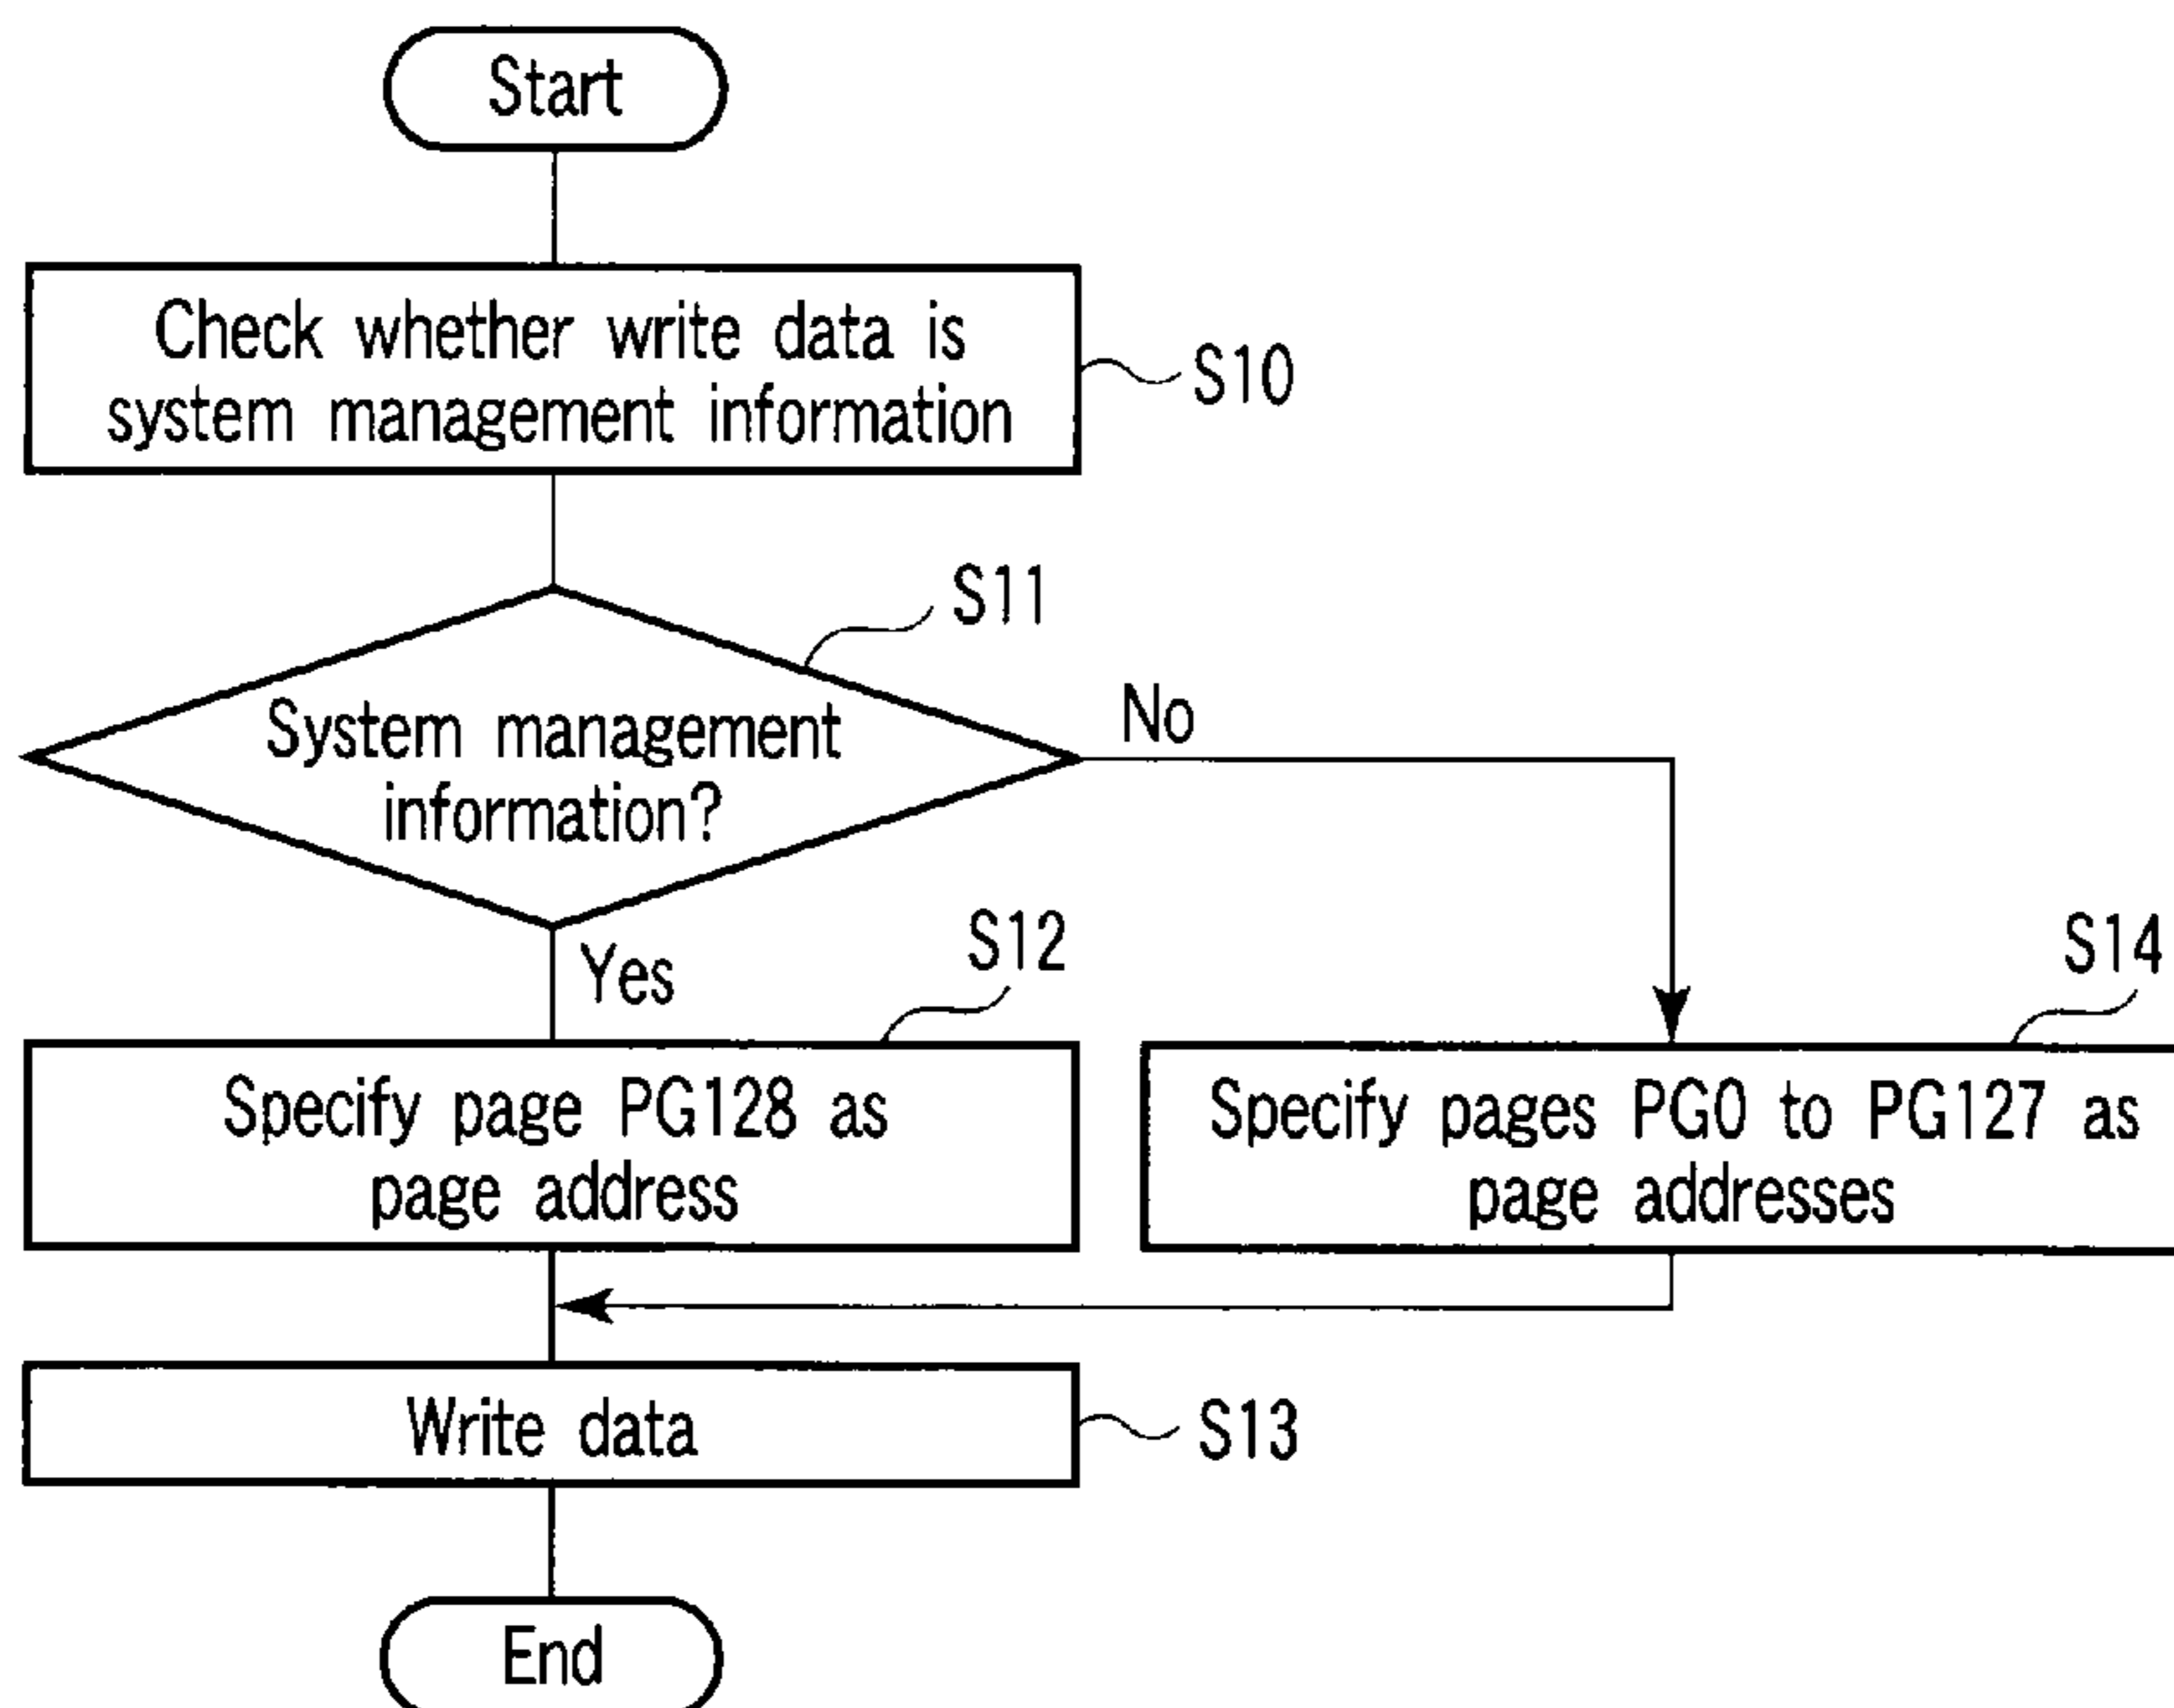 Start
Check whether write data is
system management information
S10
S11
System management
information?
No
Yes
S12
S14
Specify page PG128 as
page address
Specify pages PG0 to PG127 as
page addresses
Write data
S13
End